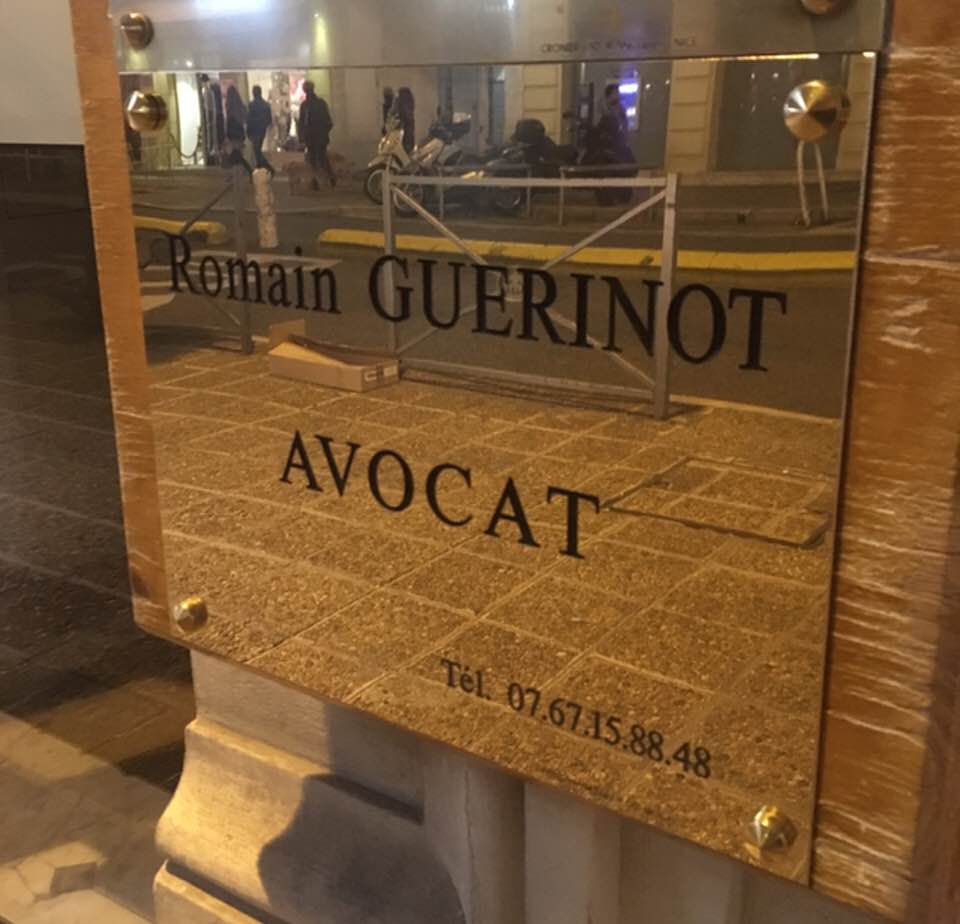 Romain GUERINOT
AVOCAT
Tél. 07.67.15.88.48